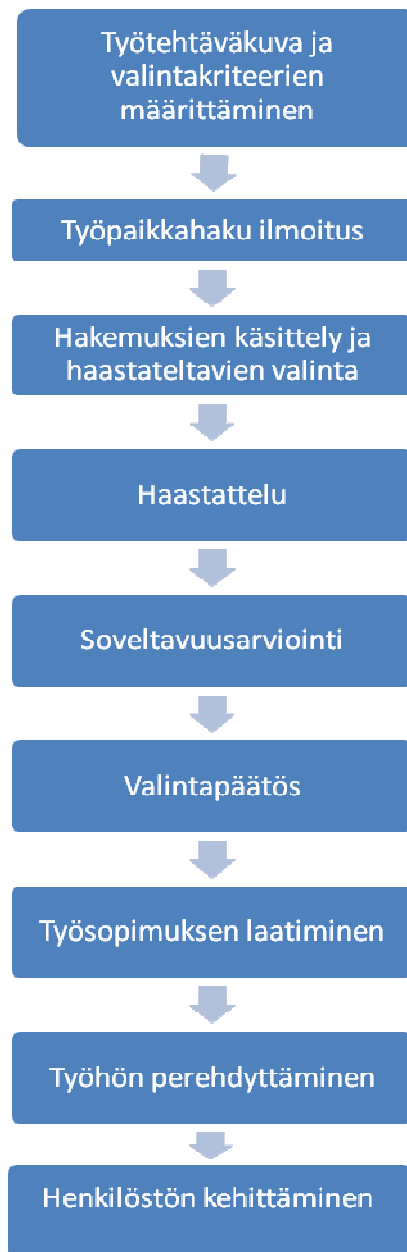 Työtehtäväkuva ja
valintakriteerien
määrittäminen
Työpaikkahaku ilmoitus
Hakemuksien käsittely ja
haastateltavien valinta
Haastattelu
Soveltavuusarviointi
Valintapäätös
Työsopimuksen laatiminen
Työhön perehdyttäminen
Henkilöstön kehittäminen